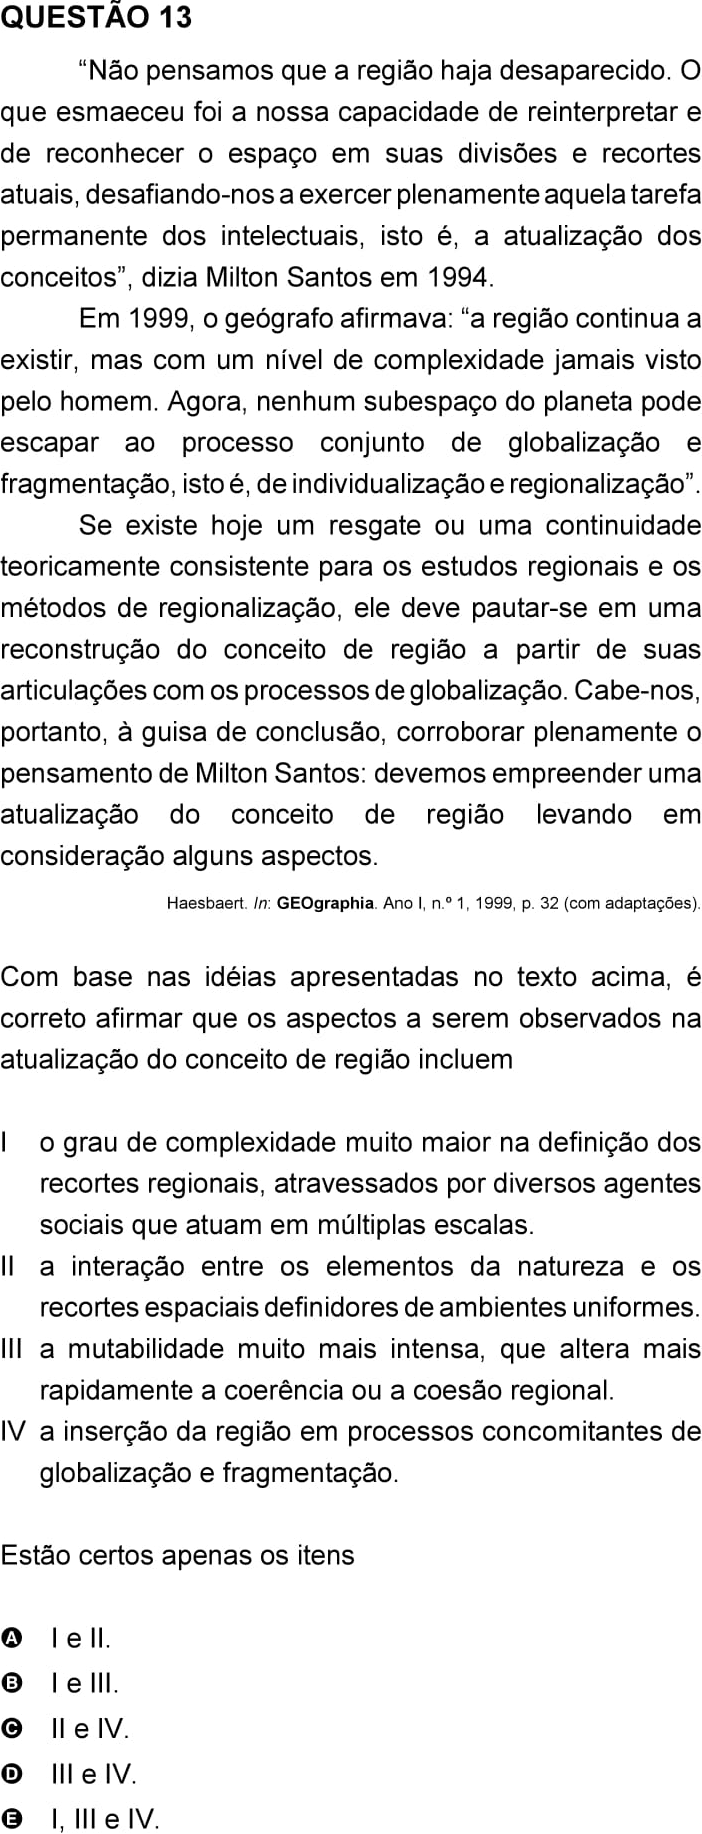 QUESTÃO 13
“Não pensamos que a região haja desaparecido. O
que esmaeceu foi a nossa capacidade de reinterpretar e
de reconhecer o espaço em suas divisões e recortes
atuais, desafiando-nos a exercer plenamente aquela tarefa
permanente dos intelectuais, isto é, a atualização dos
conceitos”, dizia Milton Santos em 1994.
Em 1999, o geógrafo afirmava: “a região continua a
existir, mas com um nível de complexidade jamais visto
pelo homem. Agora, nenhum subespaço do planeta pode
escapar ao processo conjunto de globalização e
fragmentação, isto é, de individualização e regionalização”.
Se existe hoje um resgate ou uma continuidade
teoricamente consistente para os estudos regionais e os
métodos de regionalização, ele deve pautar-se em uma
reconstrução do conceito de região a partir de suas
articulações com os processos de globalização. Cabe-nos,
portanto, à guisa de conclusão, corroborar plenamente o
pensamento de Milton Santos: devemos empreender uma
atualização do conceito de região levando em
consideração alguns aspectos.
Haesbaert. In: GEOgraphia. Ano I, n.º 1, 1999, p. 32 (com adaptações).
Com base nas idéias apresentadas no texto acima, é
correto afirmar que os aspectos a serem observados na
atualização do conceito de região incluem
I o grau de complexidade muito maior na definição dos
recortes regionais, atravessados por diversos agentes
sociais que atuam em múltiplas escalas.
II a interação entre os elementos da natureza e os
recortes espaciais definidores de ambientes uniformes.
III a mutabilidade muito mais intensa, que altera mais
rapidamente a coerência ou a coesão regional.
IV a inserção da região em processos concomitantes de
globalização e fragmentação.
Estão certos apenas os itens
A I e II.
B I e III.
C II e IV.
D III e IV.
E I, III e IV.